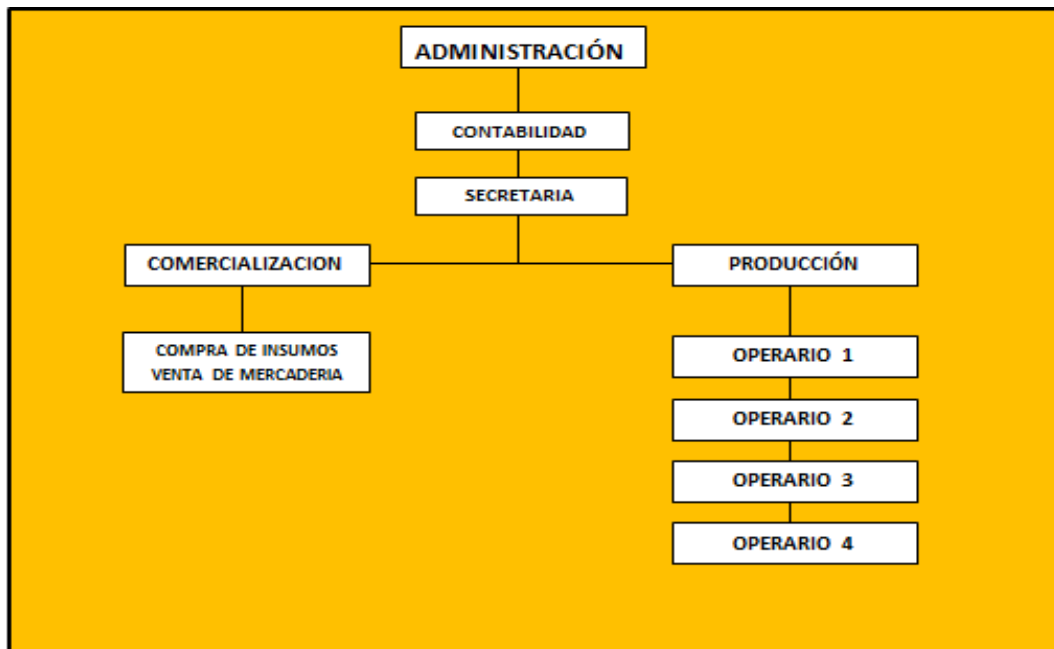 ADMINISTRACIÓN
CONTABILIDAD
SECRETARIA
COMERCIALIZACION
PRODUCCIÓN
COMPRA DE INSUMOS
VENTA DE MERCADERIA
OPERARIO 1
OPERARIO 2
OPERARIO 3
OPERARIO 4